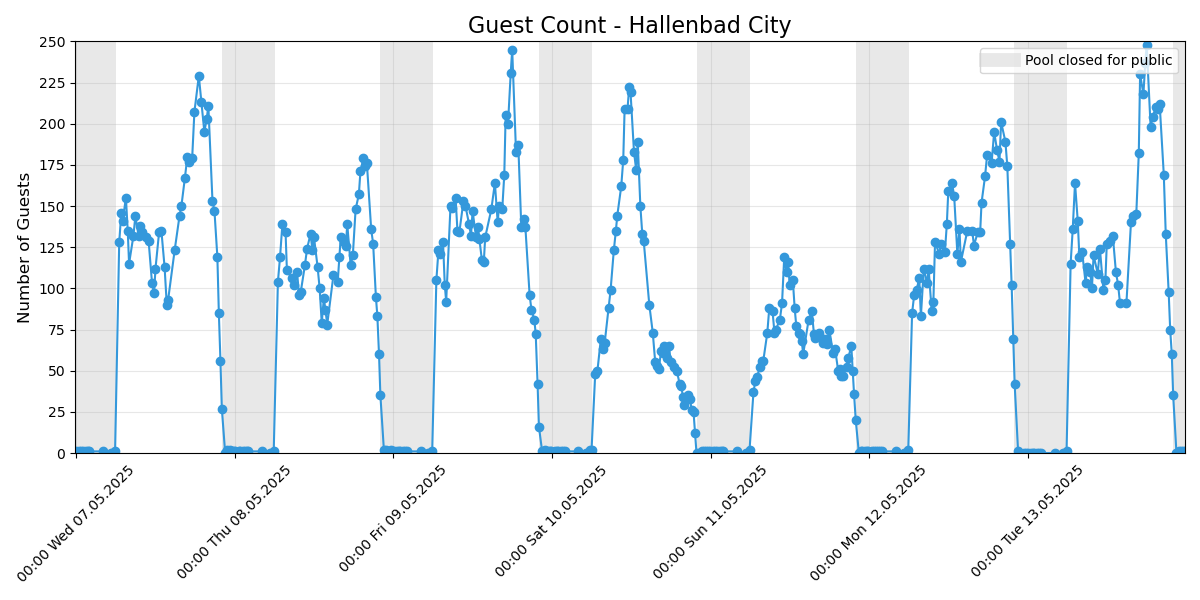 Guest Count - Hallenbad City
Number of Guests
250
225
200
175
150
125
100
75
50
25
0
Pool closed for public
00:00 Wed 07.05.2025
00:00 Thu 08.05.2025
00:00 Fri 09.05.2025
00:00 Sat 10.05.2025
00:00 Sun 11.05.2025
00:00 Mon 12.05.2025
00:00 Tue 13.05.2025